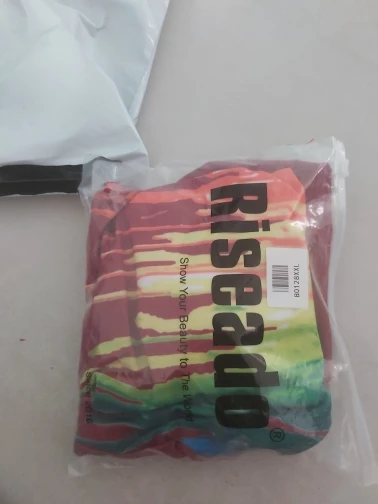 Riseado®
B0128XXL
Show Your Beauty to The World